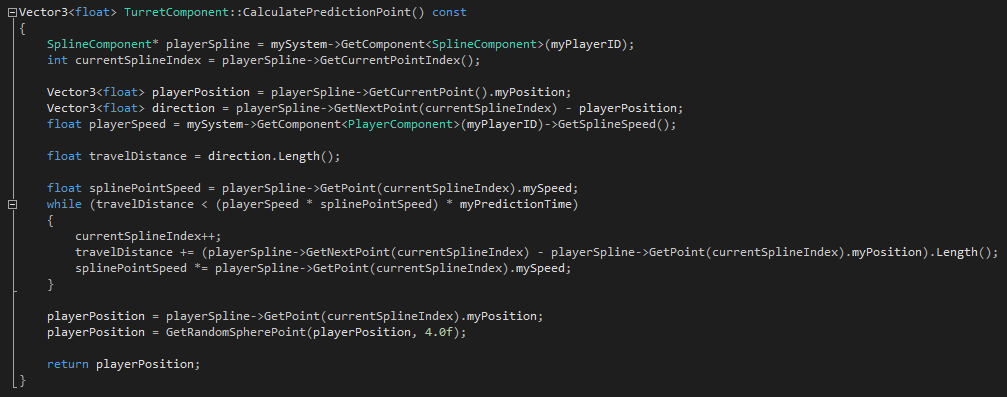 Vector3<float> TurretComponent::CalculatePredictionPoint() const
{
SplineComponent* playerSpline = mySystem->GetComponent<SplineComponent>(myPlayerID);
int currentSplineIndex = playerSpline->GetCurrentPointIndex();
Vector3<float> playerPosition = playerSpline->GetCurrentPoint().myPosition;
Vector3<float> direction = playerSpline->GetNextPoint(currentSplineIndex) - playerPosition;
float playerSpeed = mySystem->GetComponent<PlayerComponent>(myPlayerID)->GetSplineSpeed();
float travelDistance = direction.Length();
float splinePointSpeed = playerSpline->GetPoint(currentSplineIndex).mySpeed;
while (travelDistance < (playerSpeed * splinePointSpeed) * myPredictionTime)
{
currentSplineIndex++;
travelDistance += (playerSpline->GetNextPoint(currentSplineIndex) - playerSpline->GetPoint(currentSplineIndex).myPosition).Length();
splinePointSpeed *= playerSpline->GetPoint(currentSplineIndex).mySpeed;
}
playerPosition = playerSpline->GetPoint(currentSplineIndex).myPosition;
playerPosition = GetRandomSpherePoint(playerPosition, 4.0f);
return playerPosition;
}